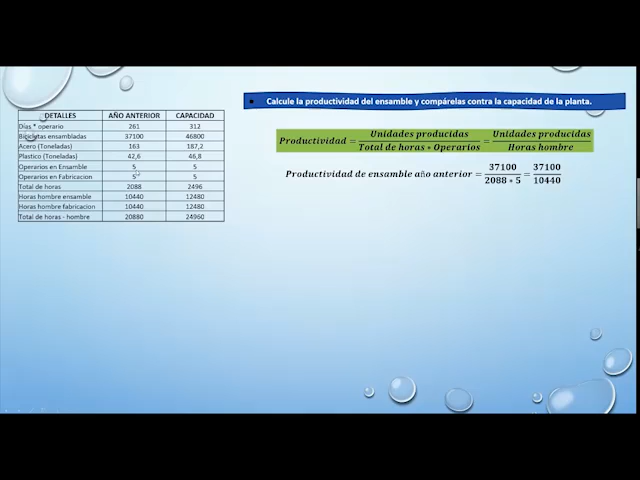 • Calcule la productividad del ensamble y compárelas contra la capacidad de la planta.
DETALLES AÑO ANTERIOR CAPACIDAD
Días * operario 261 312
Bicicletas ensambladas 37100 46800
Acero (Toneladas) 163 187,2
Plastico (Toneladas) 42,6 46,8
Operarios en Ensamble 5 5
Operarios en Fabricacion 5 5
Total de horas 2088 2496
Horas hombre ensamble 10440 12480
Horas hombre fabricacion 10440 12480
Total de horas - hombre 20880 24960
Productividad = Unidades producidas / Total de horas * Operarios = Unidades producidas / Horas hombre
Productividad de ensamble año anterior = 37100 / 2088 * 5 = 37100 / 10440